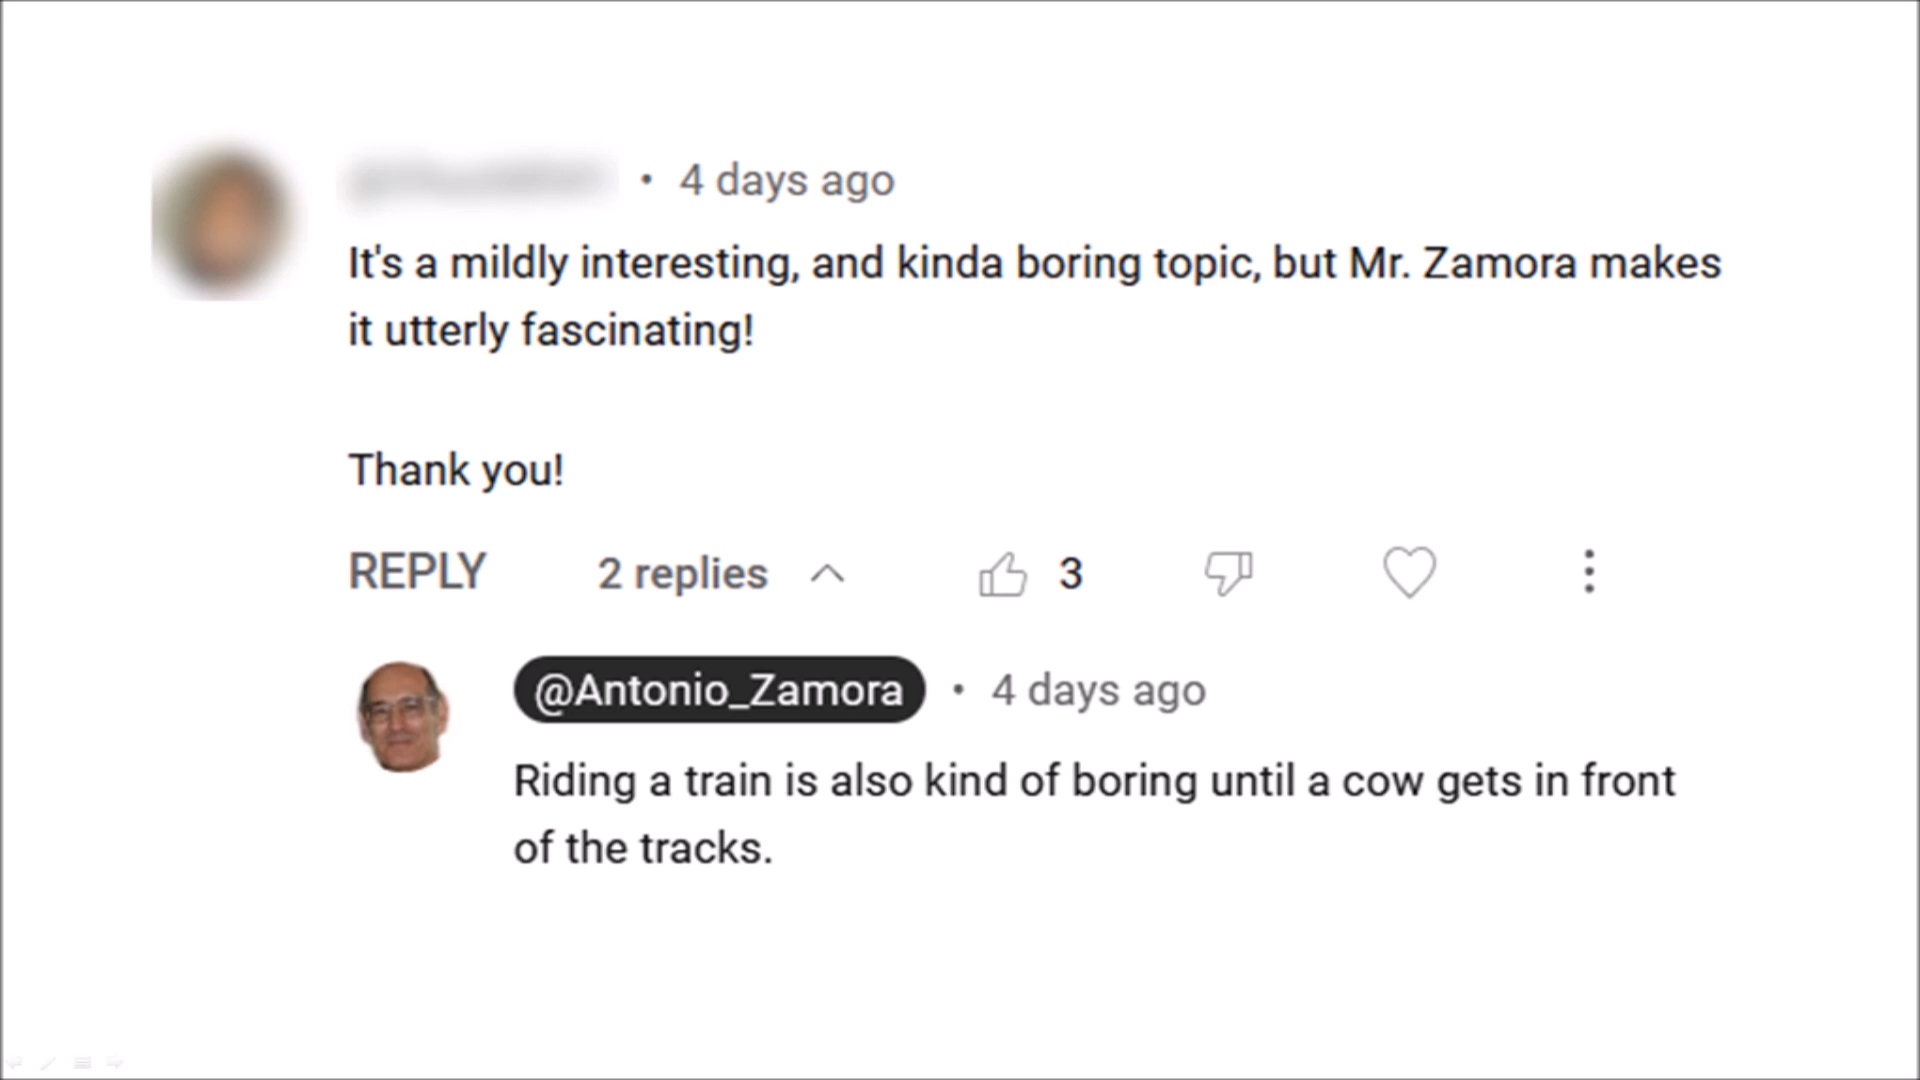 • 4 days ago
It's a mildly interesting, and kinda boring topic, but Mr. Zamora makes
it utterly fascinating!
Thank you!
REPLY 2 replies 3
@Antonio_Zamora • 4 days ago
Riding a train is also kind of boring until a cow gets in front
of the tracks.